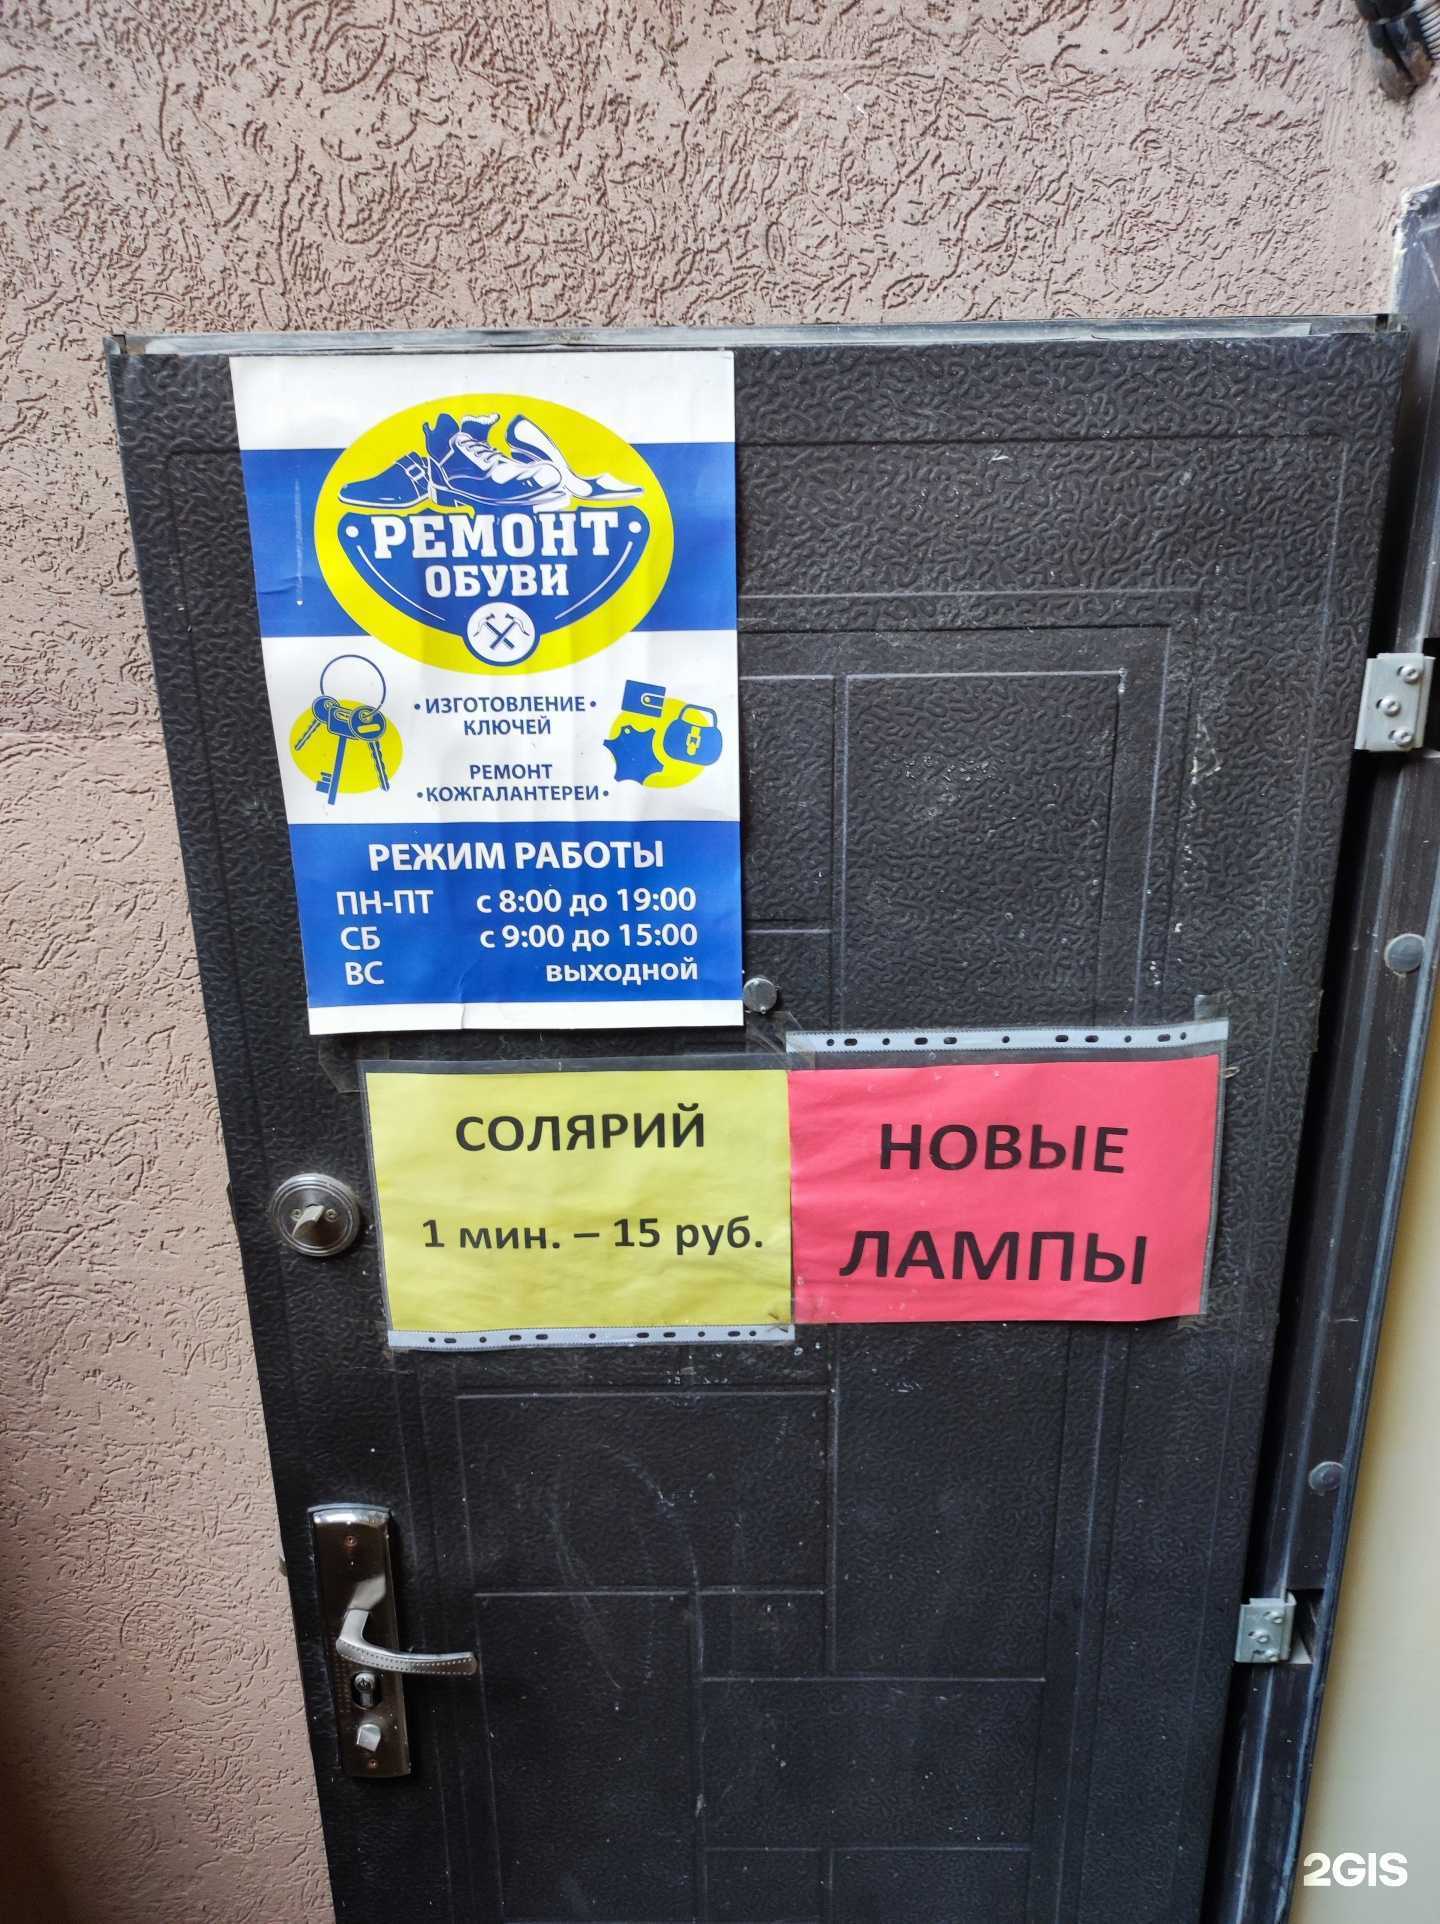 РЕМОНТ
ОБУВИ
• ИЗГОТОВЛЕНИЕ •
КЛЮЧЕЙ
РЕМОНТ
• КОЖГАЛАНТЕРЕИ •
РЕЖИМ РАБОТЫ
ПН-ПТ с 8:00 до 19:00
СБ с 9:00 до 15:00
ВС выходной
СОЛЯРИЙ
1 мин. – 15 руб.
НОВЫЕ
ЛАМПЫ
2GIS